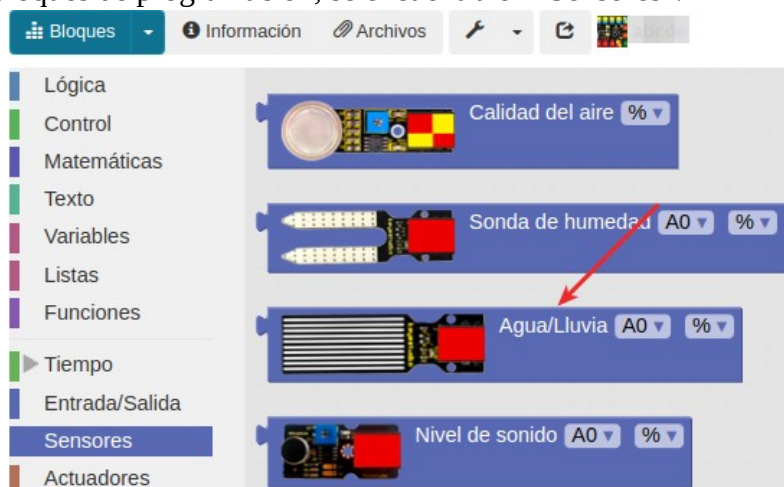 Bloques Información Archivos
Lógica
Control
Matemáticas
Texto
Variables
Listas
Funciones
Tiempo
Entrada/Salida
Sensores
Actuadores
Calidad del aire %
Sonda de humedad A0 %
Agua/Lluvia A0 %
Nivel de sonido A0 %